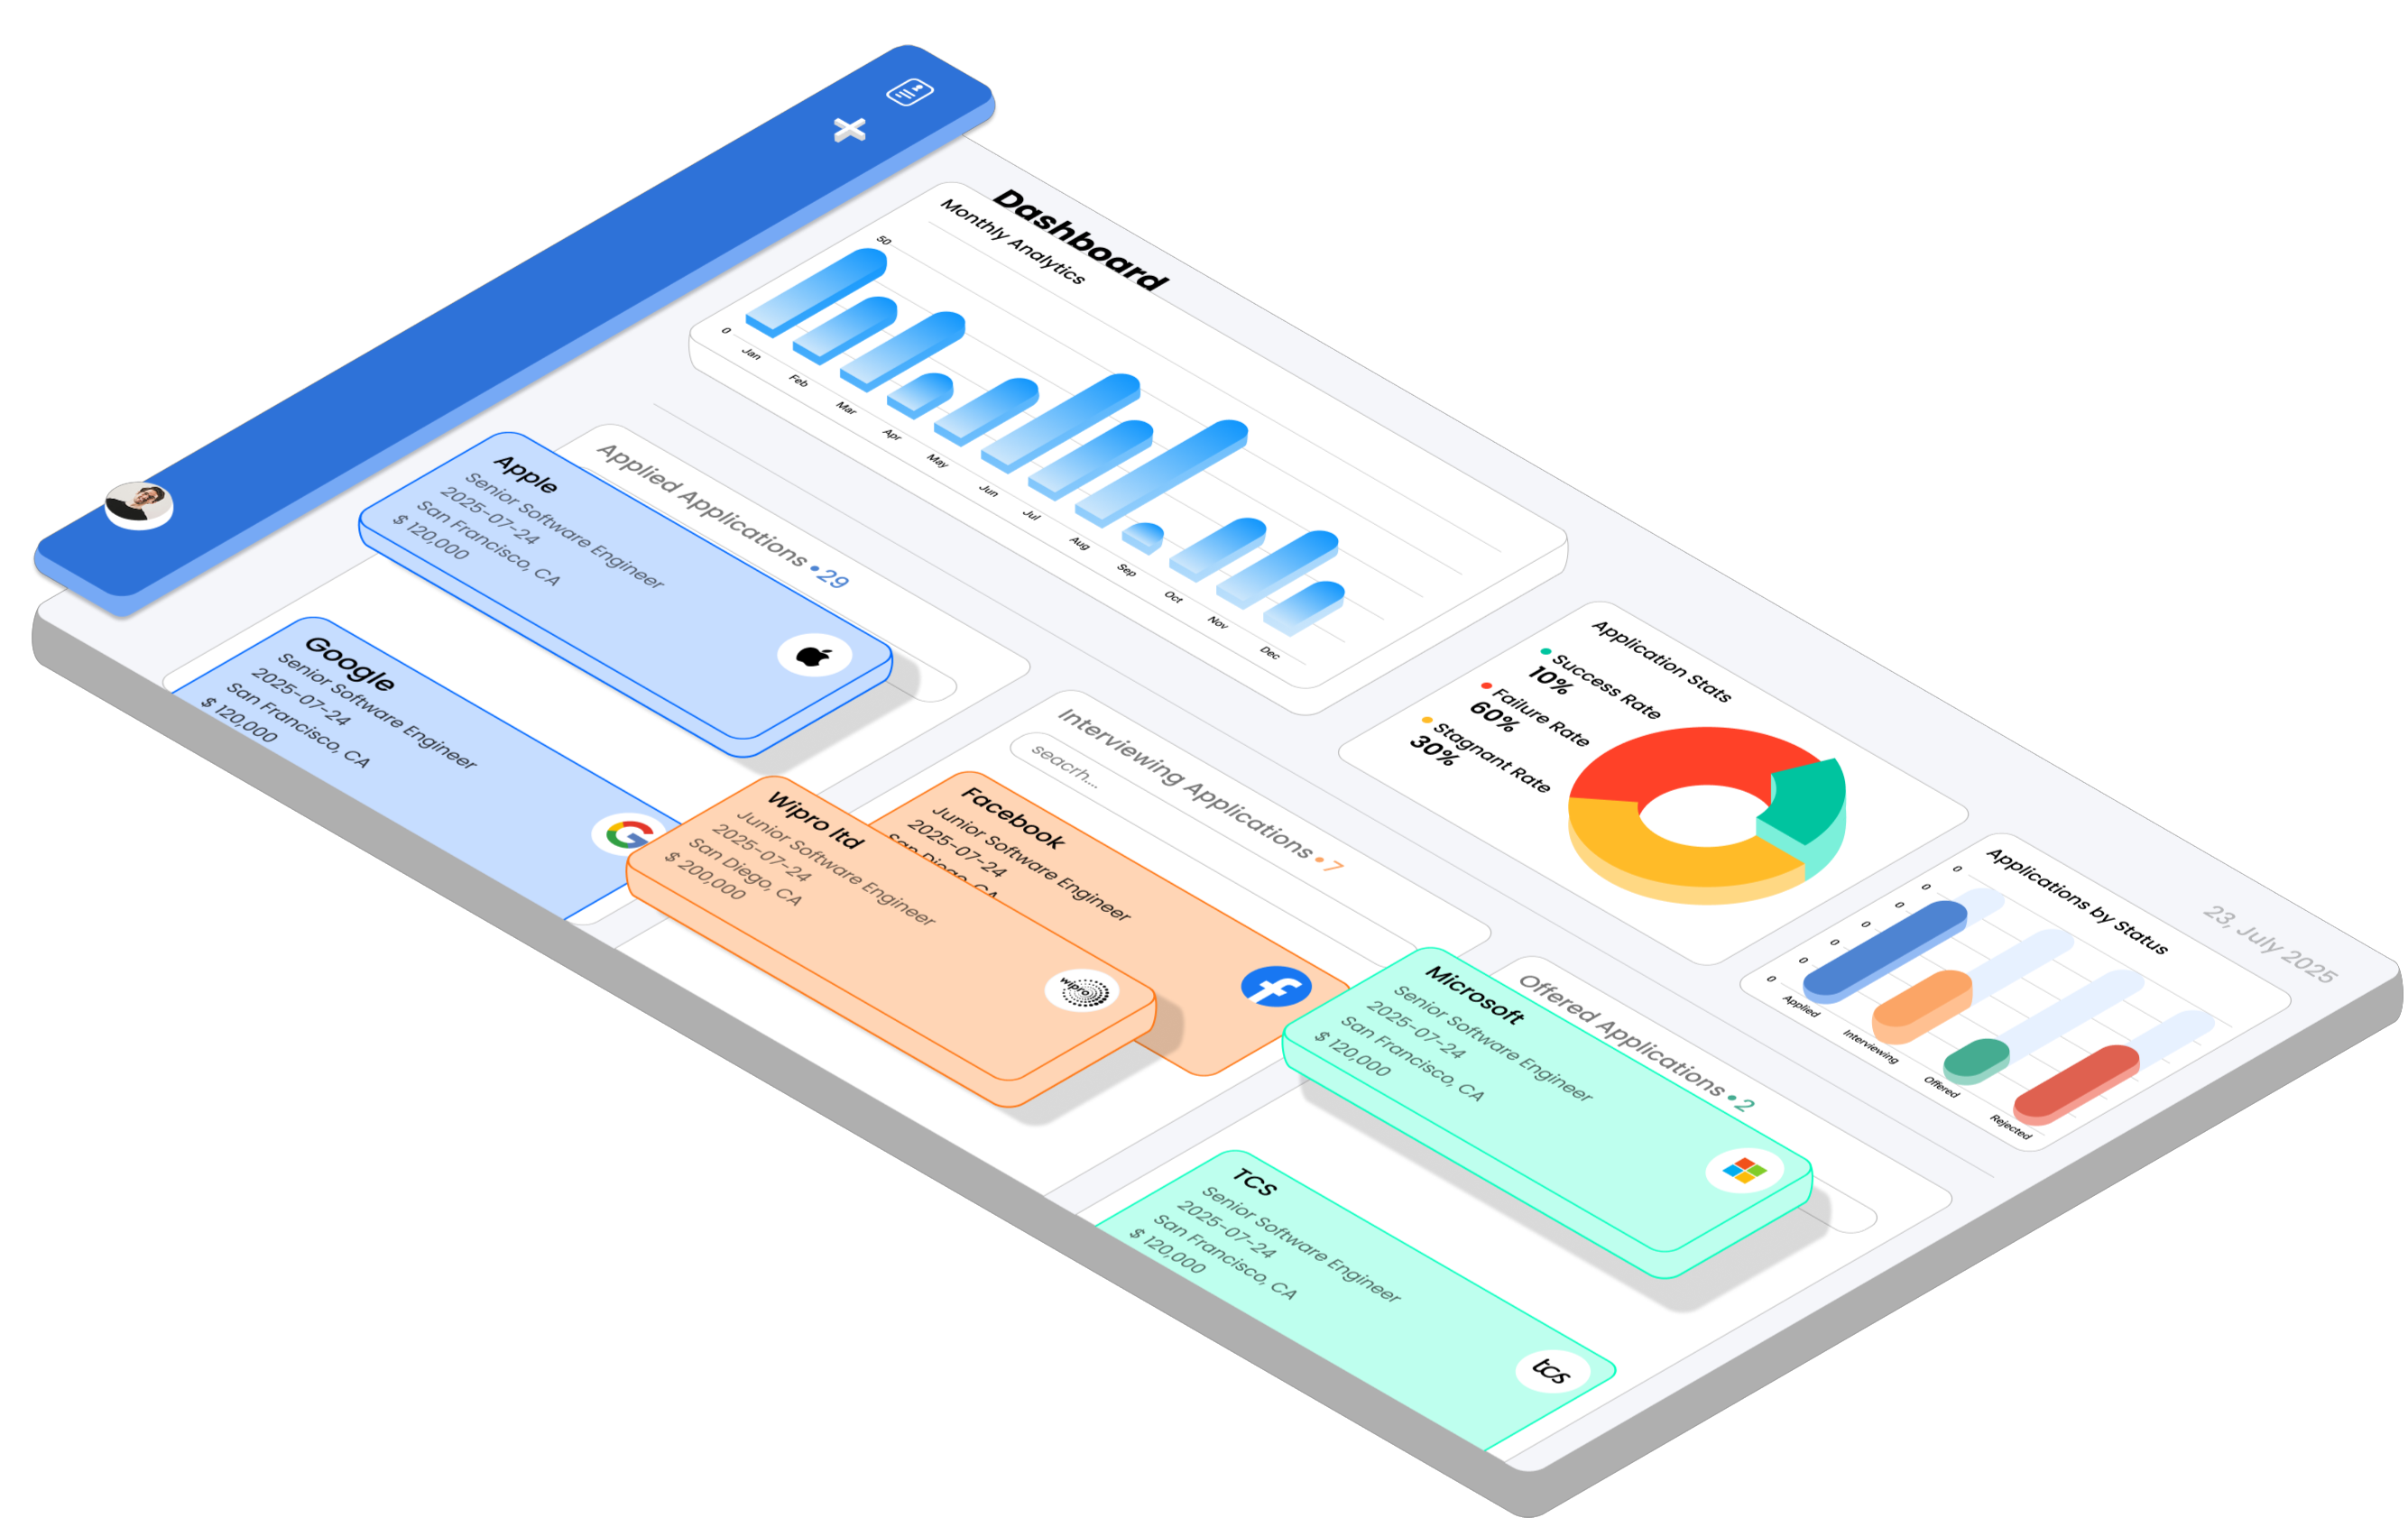 Dashboard
23, July 2025
Monthly Analytics
50
0
Jan
Feb
Mar
Apr
May
Jun
Jul
Aug
Sep
Oct
Nov
Dec
Application Stats
Success Rate
10%
Failure Rate
60%
Stagnant Rate
30%
Applications by Status
0
0
0
0
0
0
0
Applied
Interviewing
Offered
Rejected
Applied Applications • 29
Apple
Senior Software Engineer
2025-07-24
San Francisco, CA
$ 120,000
Google
Senior Software Engineer
2025-07-24
San Francisco, CA
$ 120,000
Interviewing Applications • 7
seacrh....
Facebook
Junior Software Engineer
2025-07-24
San Diego, CA
Wipro ltd
Junior Software Engineer
2025-07-24
San Diego, CA
$ 200,000
wipro
Offered Applications • 2
Microsoft
Senior Software Engineer
2025-07-24
San Francisco, CA
$ 120,000
TCS
Senior Software Engineer
2025-07-24
San Francisco, CA
$ 120,000
tcs